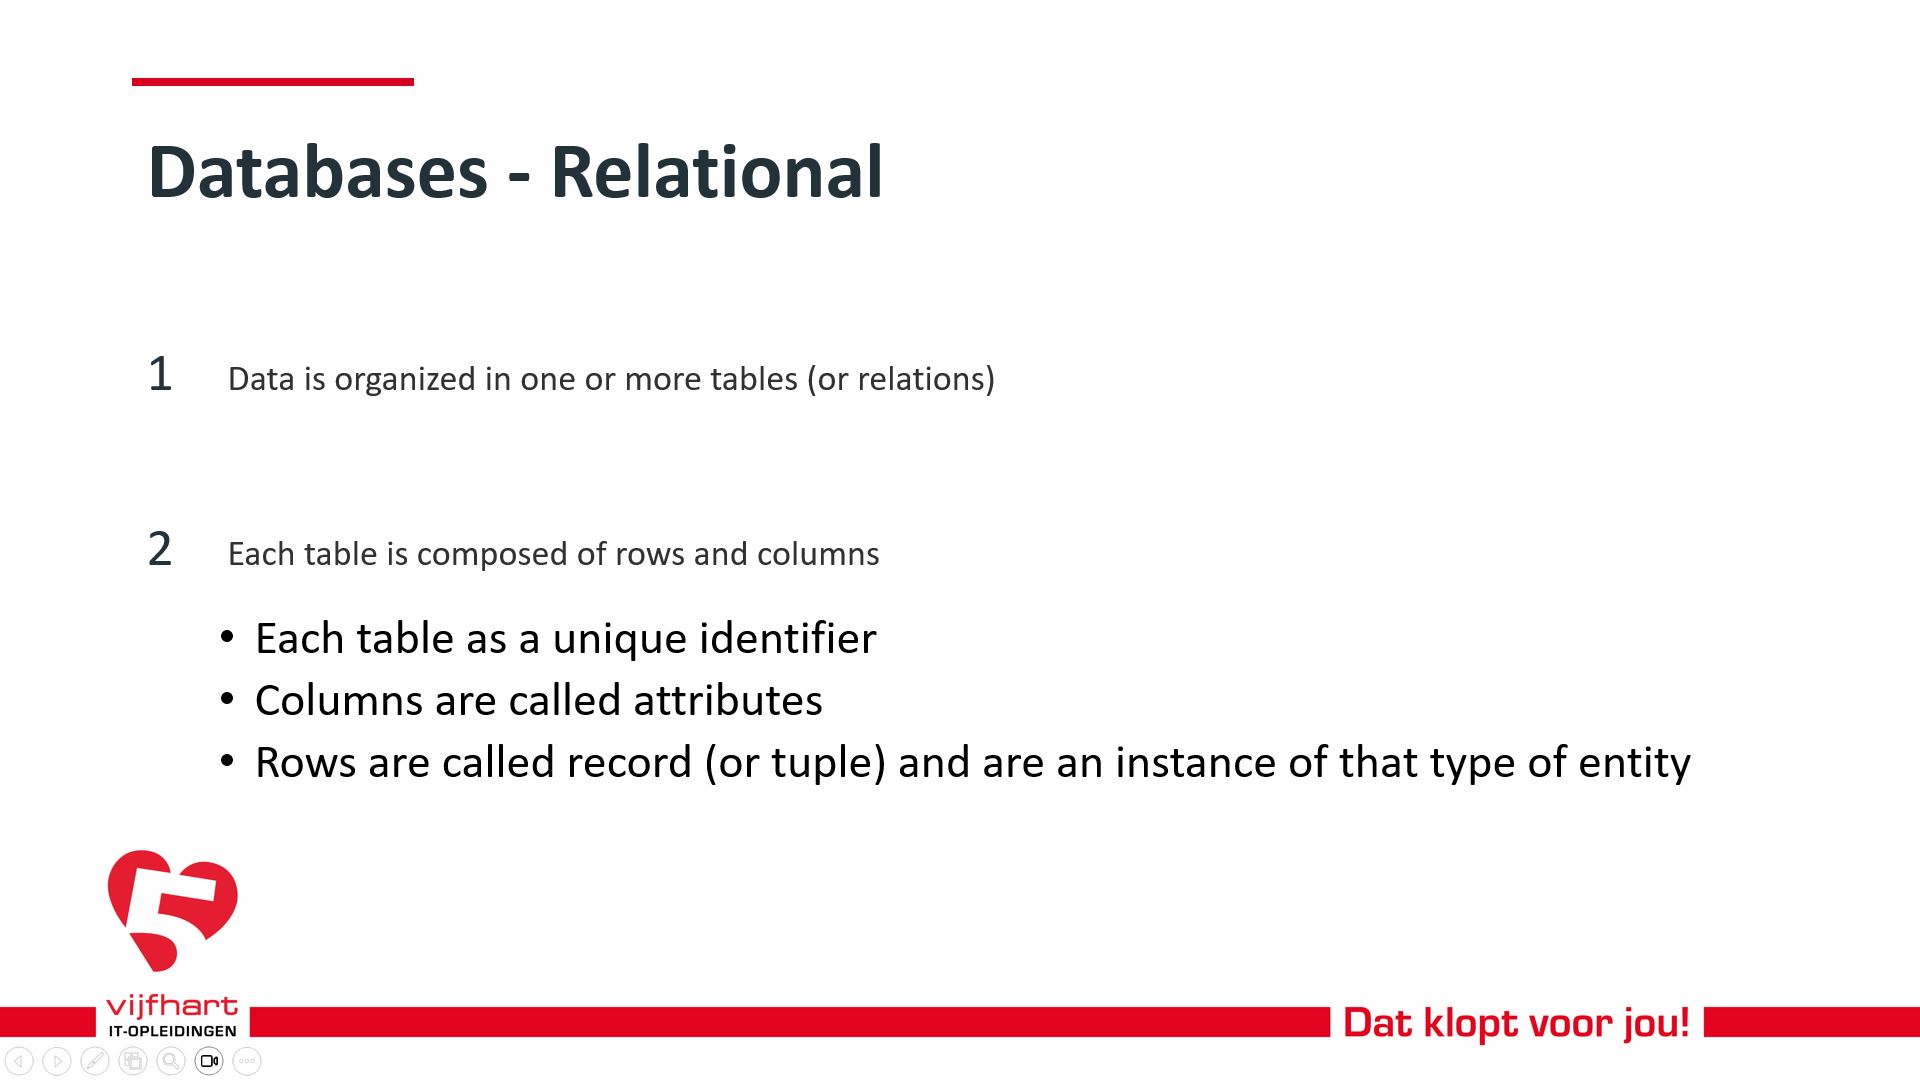 Databases - Relational
1 Data is organized in one or more tables (or relations)
2 Each table is composed of rows and columns
• Each table as a unique identifier
• Columns are called attributes
• Rows are called record (or tuple) and are an instance of that type of entity
5
vijfhart
IT-OPLEIDINGEN
Dat klopt voor jou!